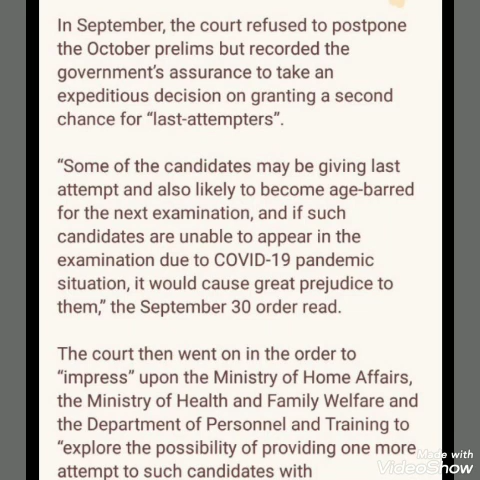 In September, the court refused to postpone
the October prelims but recorded the
government's assurance to take an
expeditious decision on granting a second
chance for “last-attempters”.
“Some of the candidates may be giving last
attempt and also likely to become age-barred
for the next examination, and if such
candidates are unable to appear in the
examination due to COVID-19 pandemic
situation, it would cause great prejudice to
them,” the September 30 order read.
The court then went on in the order to
“impress” upon the Ministry of Home Affairs,
the Ministry of Health and Family Welfare and
the Department of Personnel and Training to
“explore the possibility of providing one more
attempt to such candidates with
Made with
VideoShow